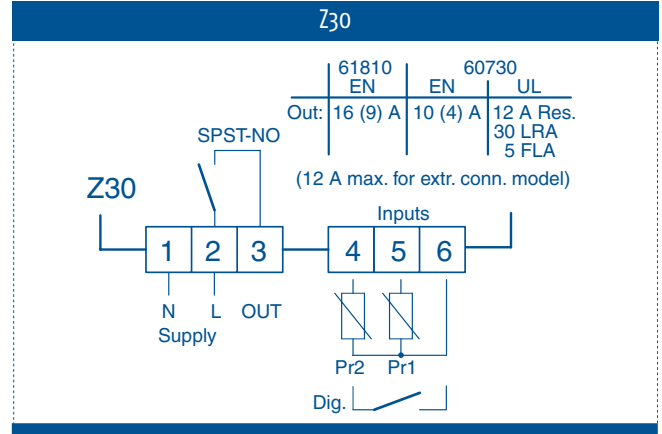 Z30
61810 60730
EN EN UL
Out: 16 (9) A 10 (4) A 12 A Res.
30 LRA
5 FLA
SPST-NO
(12 A max. for extr. conn. model)
Z30
Inputs
1 2 3 4 5 6
N L OUT
Supply
Pr2 Pr1
Dig.